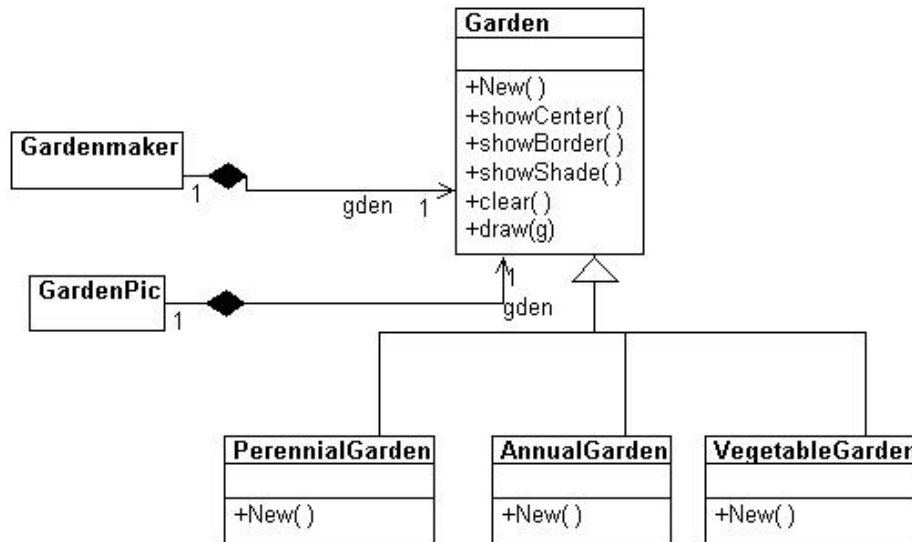 Garden
+New( )
+showCenter( )
+showBorder( )
+showShade( )
+clear( )
+draw(g)
Gardenmaker
1
gden
1
GardenPic
1
1
gden
PerennialGarden
+New( )
AnnualGarden
+New( )
VegetableGarden
+New( )